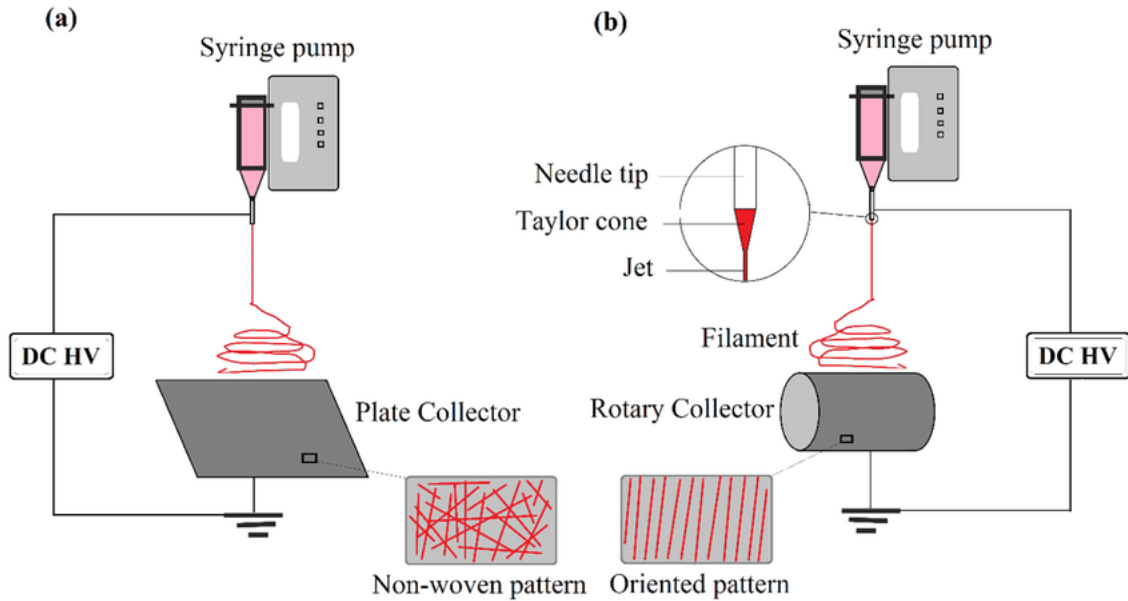 (a)
Syringe pump
DC HV
Plate Collector
Non-woven pattern
(b)
Syringe pump
Needle tip
Taylor cone
Jet
Filament
DC HV
Rotary Collector
Oriented pattern